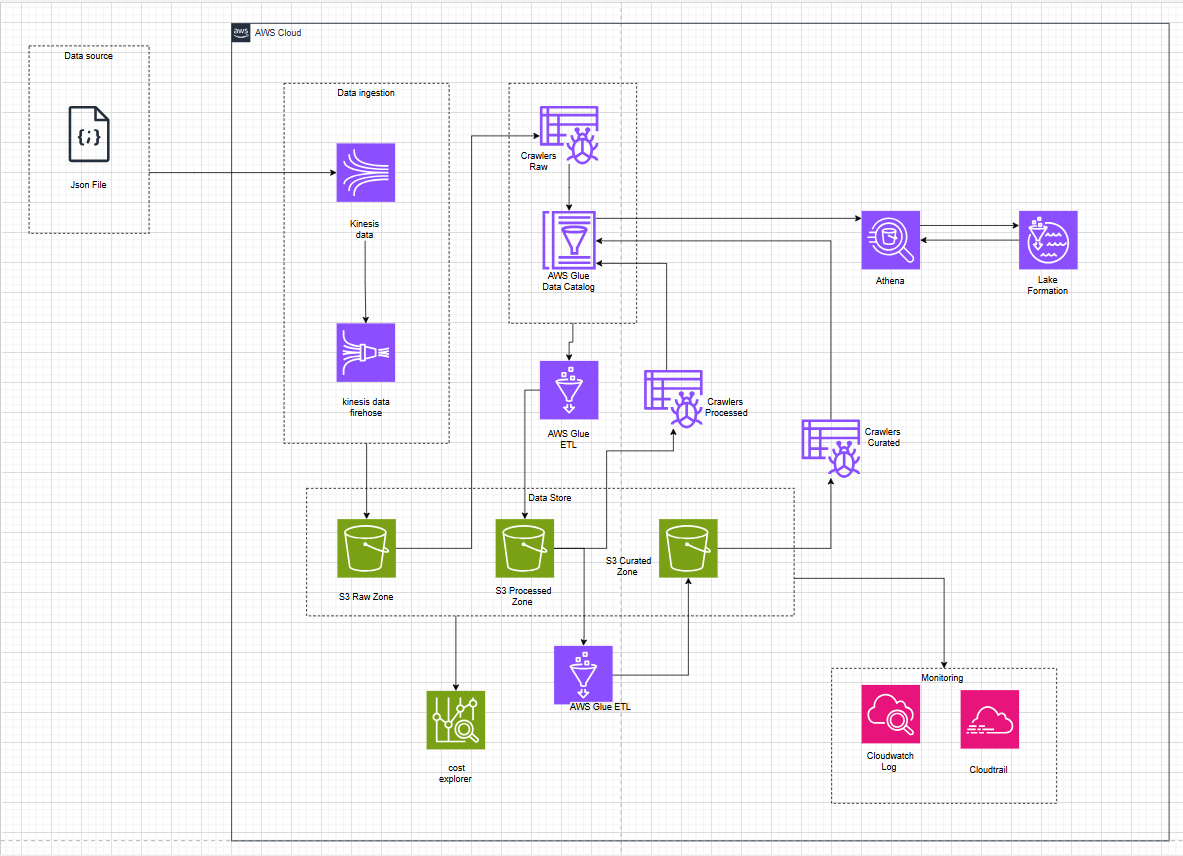 aws
AWS Cloud
Data source
{;}
Json File
Data ingestion
Kinesis
data
kinesis data
firehose
Crawlers
Raw
AWS Glue
Data Catalog
Athena
Lake
Formation
AWS Glue
ETL
Crawlers
Processed
Crawlers
Curated
Data Store
S3 Raw Zone
S3 Processed
Zone
S3 Curated
Zone
AWS Glue ETL
cost
explorer
Monitoring
Cloudwatch
Log
Cloudtrail